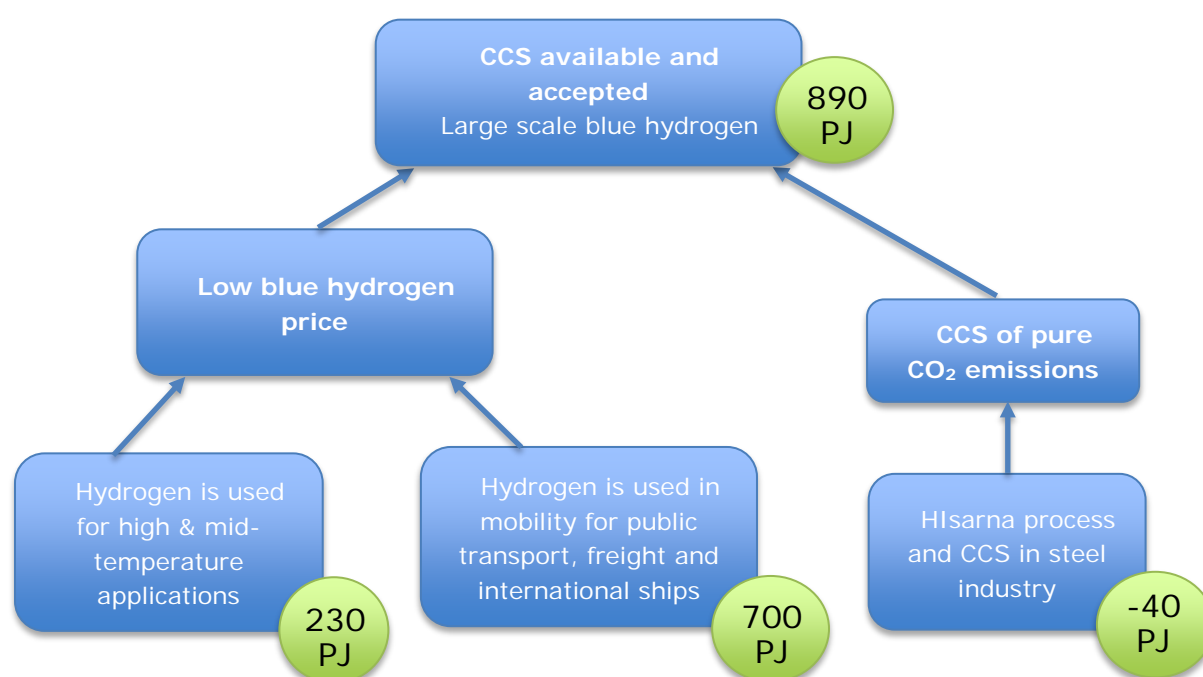 CCS available and
accepted
Large scale blue hydrogen
890
PJ
Low blue hydrogen
price
CCS of pure
CO₂ emissions
Hydrogen is used
for high & mid-
temperature
applications
230
PJ
Hydrogen is used in
mobility for public
transport, freight and
international ships
700
PJ
HIsarna process
and CCS in steel
industry
-40
PJ